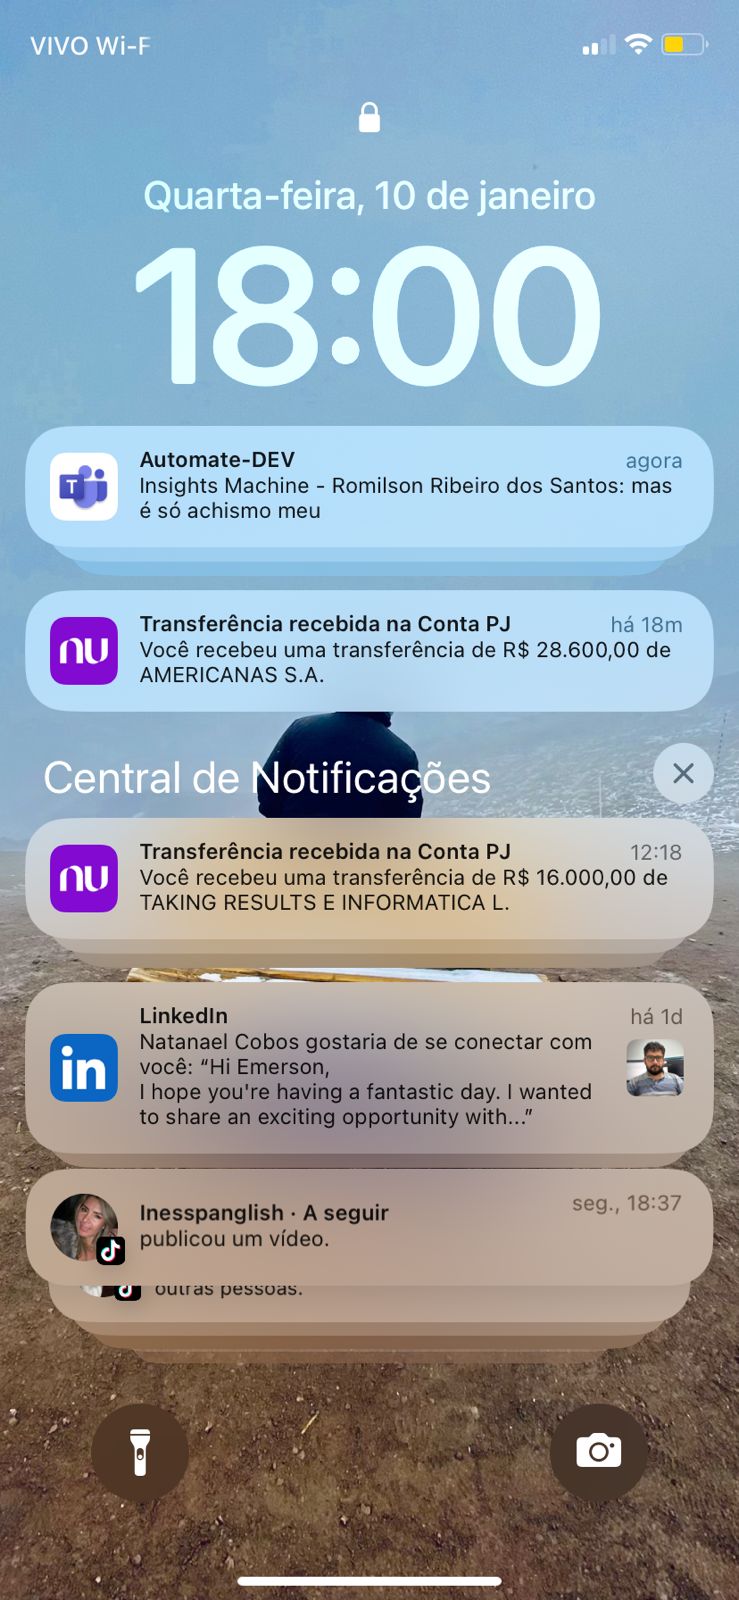 VIVO Wi-F
Quarta-feira, 10 de janeiro
18:00
Automate-DEV
agora
Insights Machine - Romilson Ribeiro dos Santos: mas
é só achismo meu
Transferência recebida na Conta PJ
há 18m
Você recebeu uma transferência de R$ 28.600,00 de
AMERICANAS S.A.
Central de Notificações
Transferência recebida na Conta PJ
12:18
Você recebeu uma transferência de R$ 16.000,00 de
TAKING RESULTS E INFORMATICA L.
LinkedIn
há 1d
Natanael Cobos gostaria de se conectar com
você: “Hi Emerson,
I hope you're having a fantastic day. I wanted
to share an exciting opportunity with...”
Inesspanglish · A seguir
seg., 18:37
publicou um vídeo.
outras pessoas.